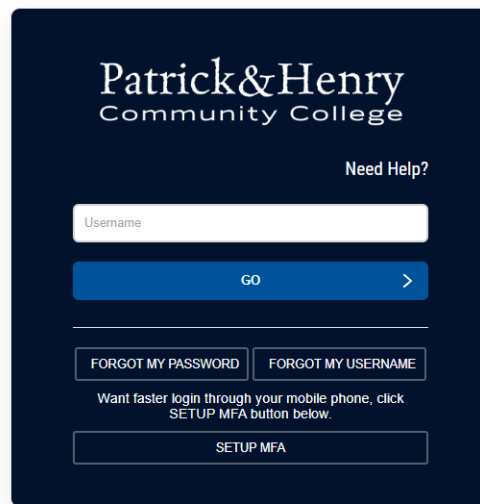 Patrick&Henry
Community College
Need Help?
Username
GO
FORGOT MY PASSWORD
FORGOT MY USERNAME
Want faster login through your mobile phone, click
SETUP MFA button below.
SETUP MFA